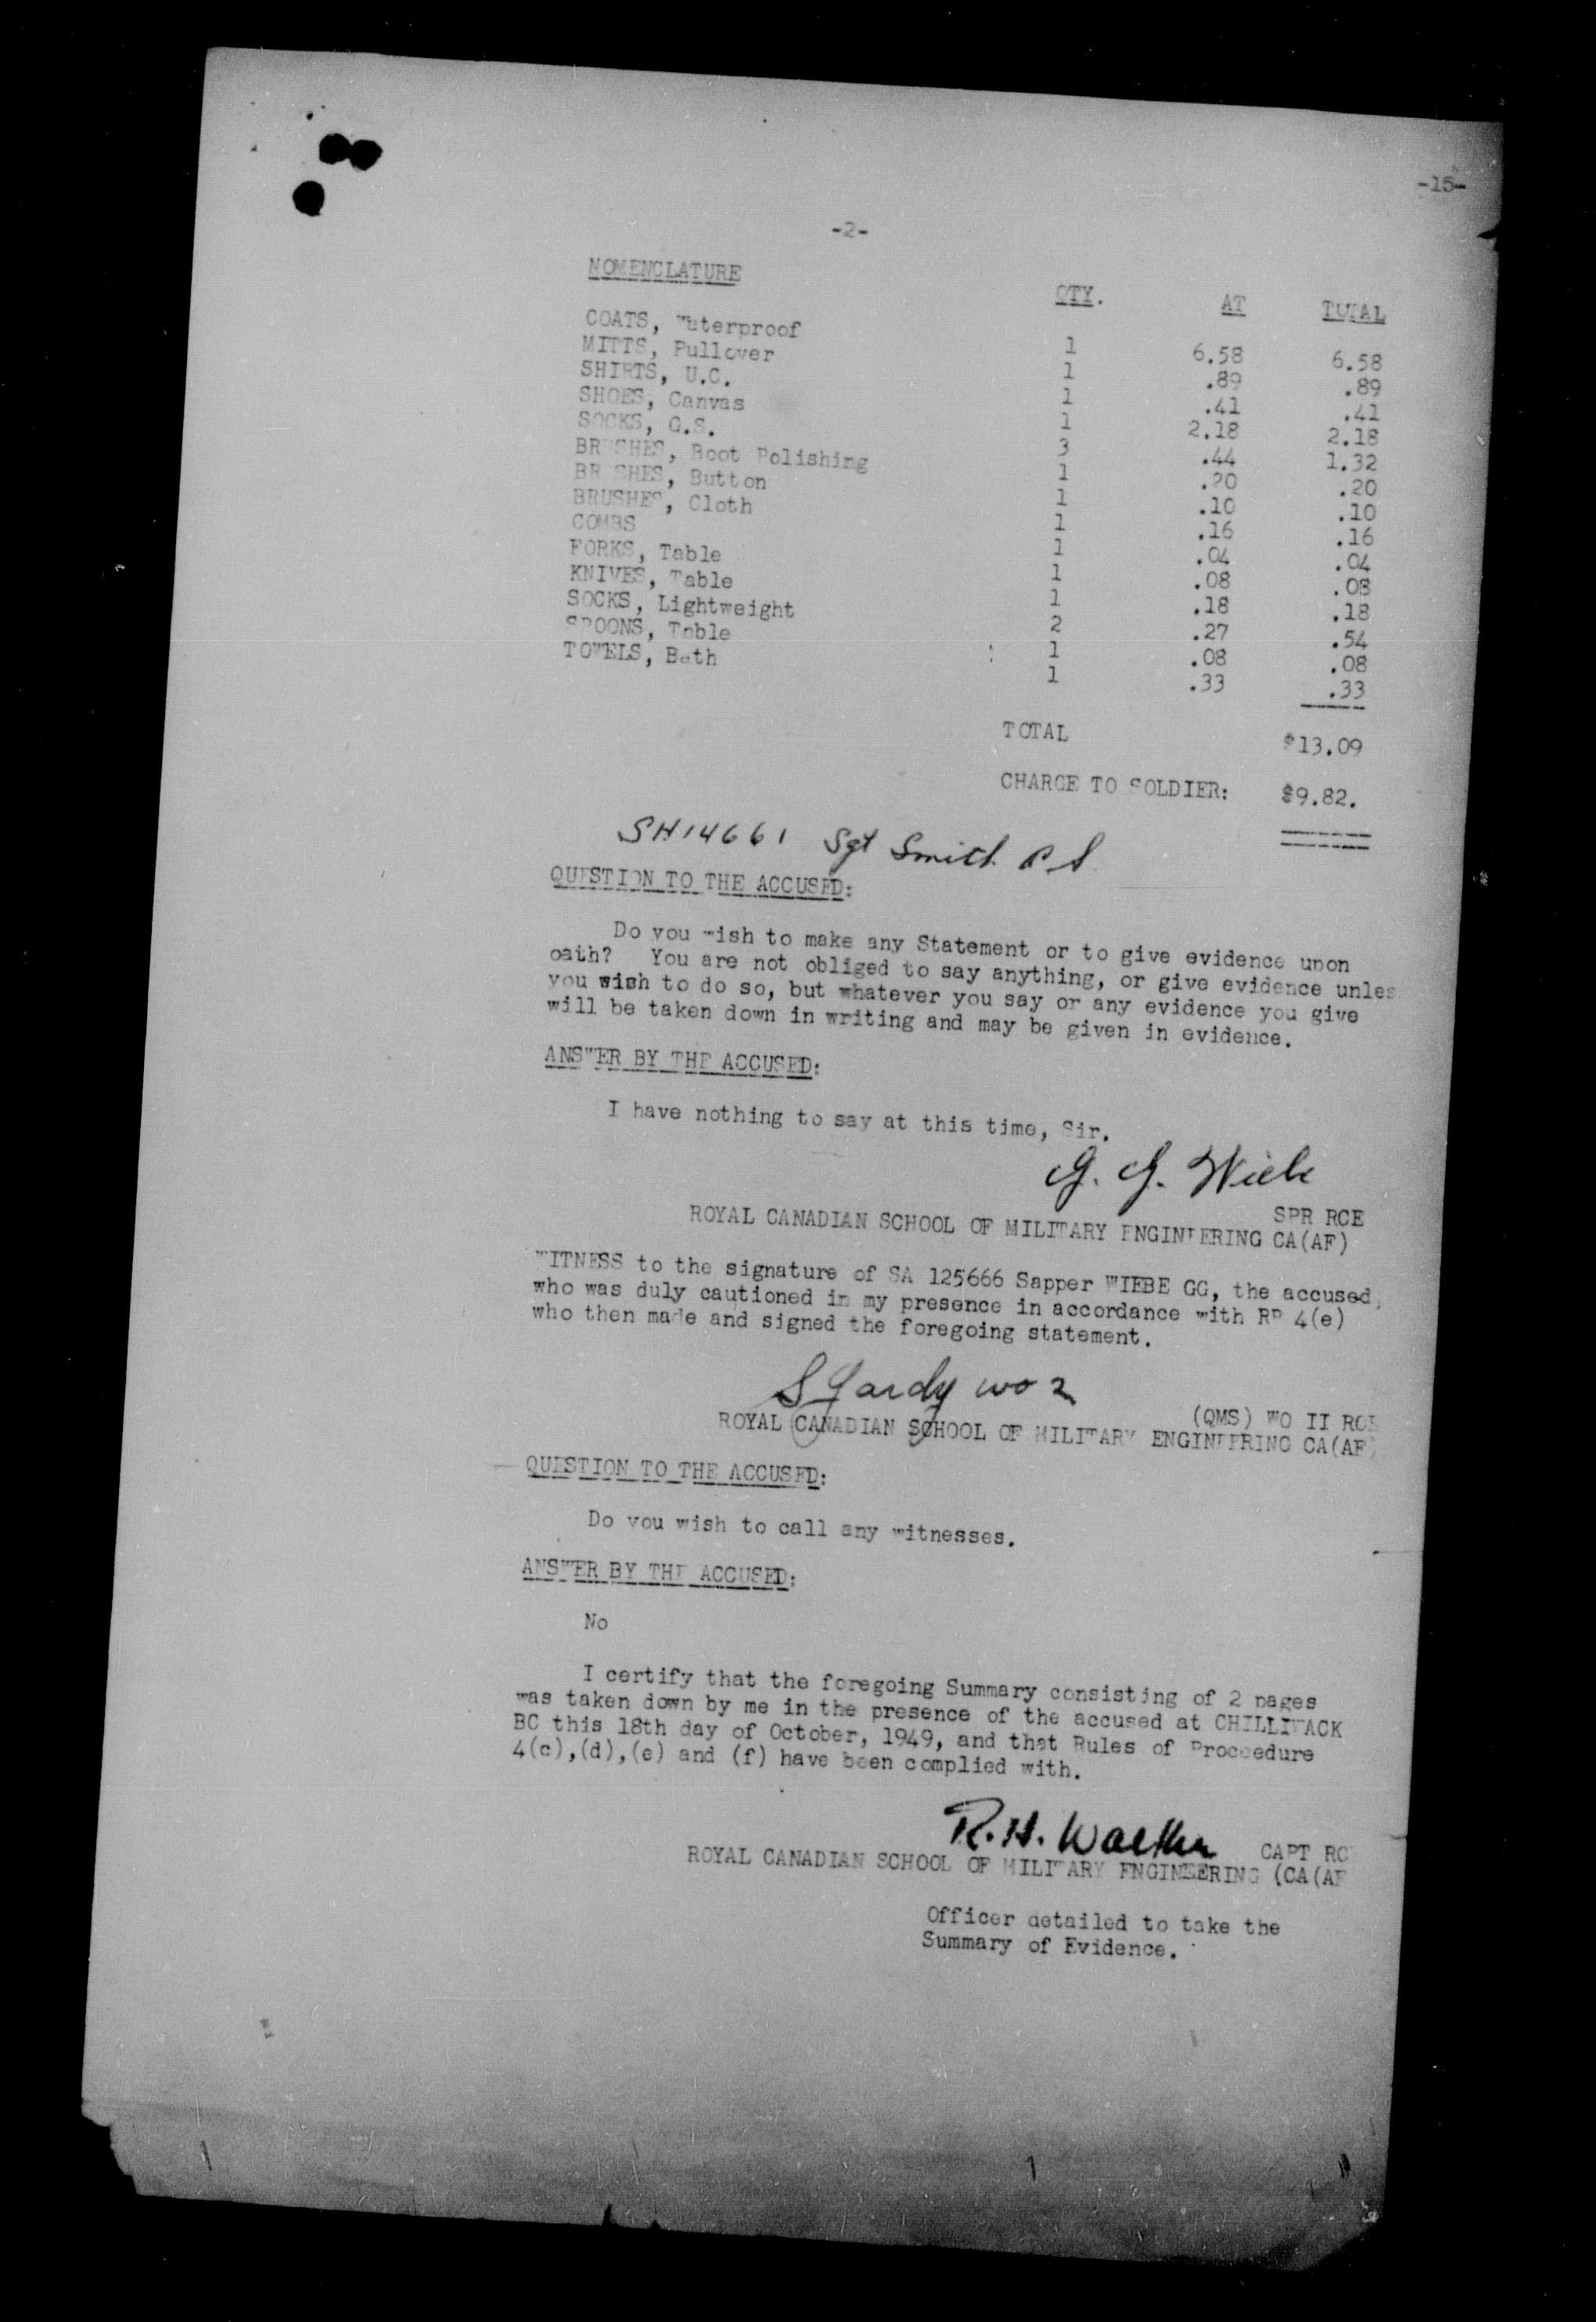 -15-
-2-
NOMENCLATURE QTY. AT TOTAL
COATS, Waterproof 1 6.58 6.58
MITTS, Pullover 1 .89 .89
SHIRTS, U.C. 1 .41 .41
SHOES, Canvas 1 2.18 2.18
SOCKS, G.S. 3 .44 1.32
BRUSHES, Boot Polishing 1 .20 .20
BRUSHES, Button 1 .10 .10
BRUSHES, Cloth 1 .16 .16
COMBS 1 .04 .04
FORKS, Table 1 .08 .08
KNIVES, Table 1 .18 .18
SOCKS, Lightweight 2 .27 .54
SPOONS, Table 1 .08 .08
TOWELS, Bath : 1 .33 .33
TOTAL $13.09
CHARGE TO SOLDIER: $9.82.
SH14661 Sgt Smith
QUESTION TO THE ACCUSED:
Do you wish to make any Statement or to give evidence upon
oath? You are not obliged to say anything, or give evidence unles
you wish to do so, but whatever you say or any evidence you give
will be taken down in writing and may be given in evidence.
ANSWER BY THE ACCUSED:
I have nothing to say at this time, Sir.
G. G. Wiebe
SPR RCE
ROYAL CANADIAN SCHOOL OF MILITARY ENGINEERING CA(AF)
WITNESS to the signature of SA 125666 Sapper WIEBE GG, the accused,
who was duly cautioned in my presence in accordance with RP 4(e)
who then made and signed the foregoing statement.
WO 2
(QMS) WO II RCE
ROYAL CANADIAN SCHOOL OF MILITARY ENGINEERING CA(AF)
QUESTION TO THE ACCUSED:
Do you wish to call any witnesses.
ANSWER BY THE ACCUSED:
No
I certify that the foregoing Summary consisting of 2 pages
was taken down by me in the presence of the accused at CHILLIWACK
BC this 18th day of October, 1949, and that Rules of Proceedure
4(c),(d),(e) and (f) have been complied with.
R.H. Walker
CAPT RC
ROYAL CANADIAN SCHOOL OF MILITARY ENGINEERING (CA(AF
Officer detailed to take the
Summary of Evidence.